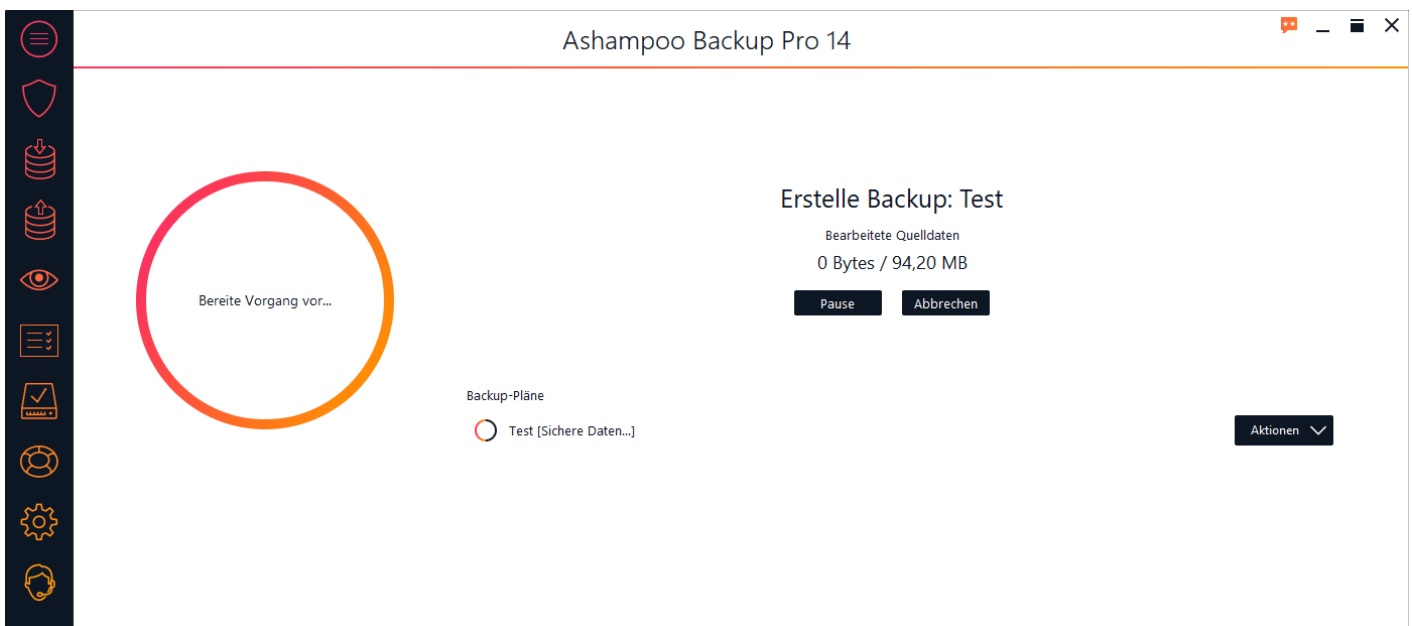 Ashampoo Backup Pro 14
Erstelle Backup: Test
Bearbeitete Quelldaten
0 Bytes / 94,20 MB
Bereite Vorgang vor...
Pause
Abbrechen
Backup-Pläne
Test [Sichere Daten...]
Aktionen